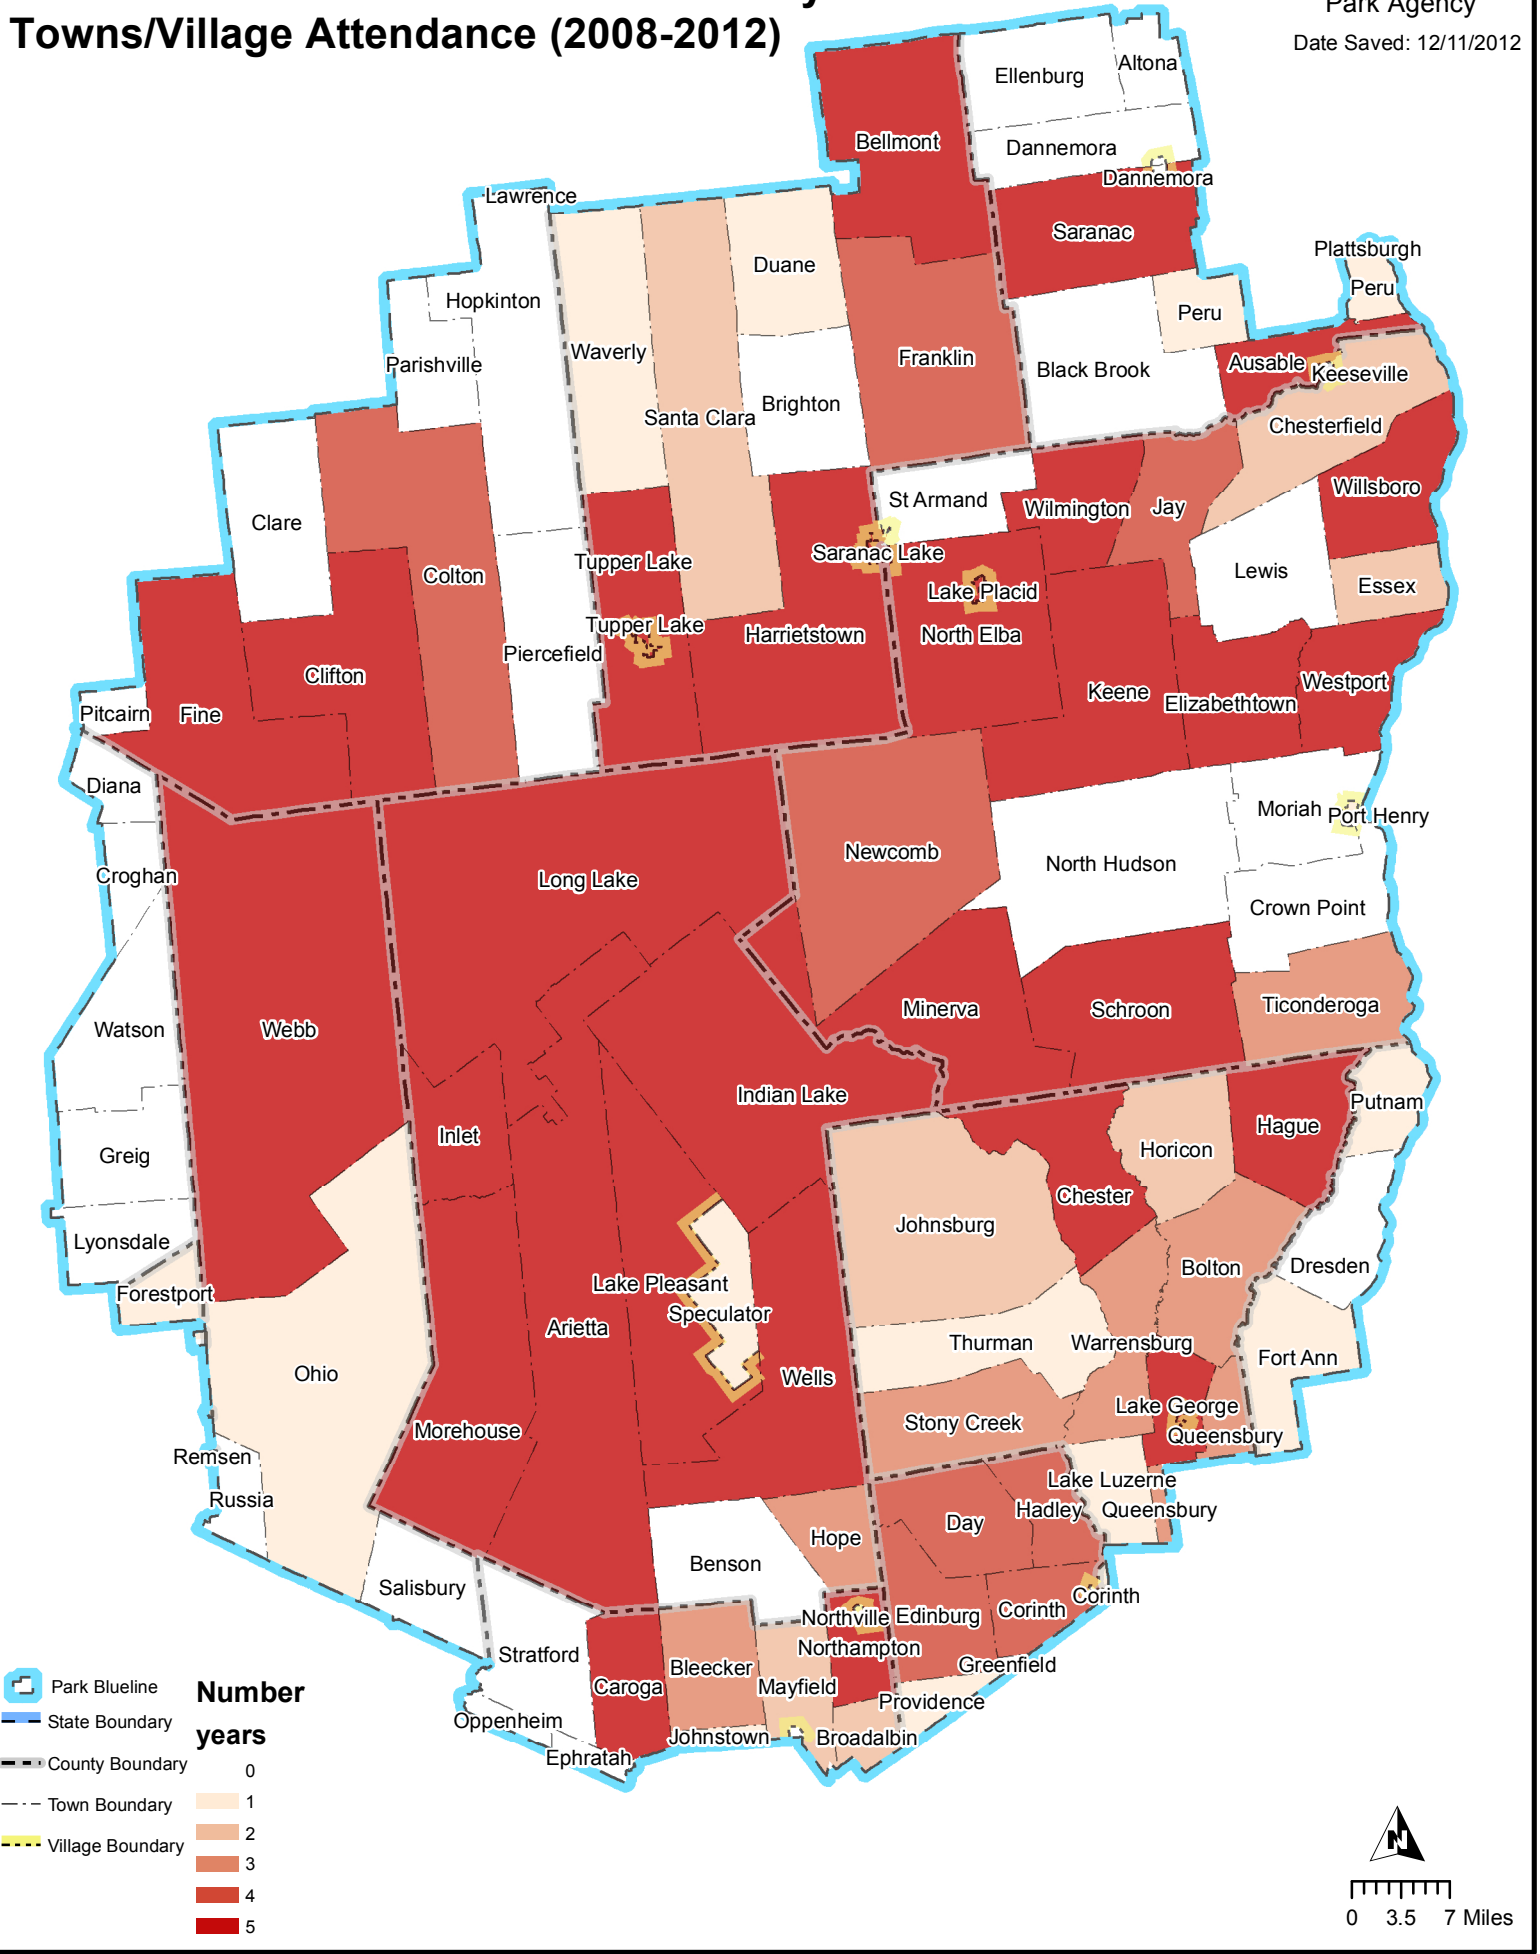 Towns/Village Attendance (2008-2012)
Park Agency
Date Saved: 12/11/2012
Ellenburg
Altona
Bellmont
Dannemora
Dannemora
Lawrence
Saranac
Plattsburgh
Duane
Peru
Hopkinton
Peru
Waverly
Franklin
Parishville
Black Brook
Ausable
Keeseville
Brighton
Santa Clara
Chesterfield
Willsboro
St Armand
Wilmington
Jay
Clare
Saranac Lake
Tupper Lake
Colton
Lewis
Essex
Lake Placid
Tupper Lake
Harrietstown
North Elba
Piercefield
Clifton
Westport
Keene
Elizabethtown
Pitcairn
Fine
Diana
Moriah
Port Henry
Newcomb
North Hudson
Croghan
Long Lake
Crown Point
Ticonderoga
Minerva
Schroon
Watson
Webb
Indian Lake
Putnam
Hague
Inlet
Horicon
Greig
Chester
Johnsburg
Lyonsdale
Bolton
Dresden
Lake Pleasant
Forestport
Speculator
Arietta
Thurman
Warrensburg
Fort Ann
Ohio
Wells
Lake George
Stony Creek
Morehouse
Queensbury
Remsen
Lake Luzerne
Russia
Hadley
Queensbury
Day
Hope
Benson
Salisbury
Corinth
Corinth
Northville
Edinburg
Northampton
Stratford
Greenfield
Bleecker
Caroga
Mayfield
Providence
Oppenheim
Johnstown
Broadalbin
Ephratah
Park Blueline
State Boundary
County Boundary
Town Boundary
Village Boundary
Number
years
0
1
2
3
4
5
N
0 3.5 7 Miles